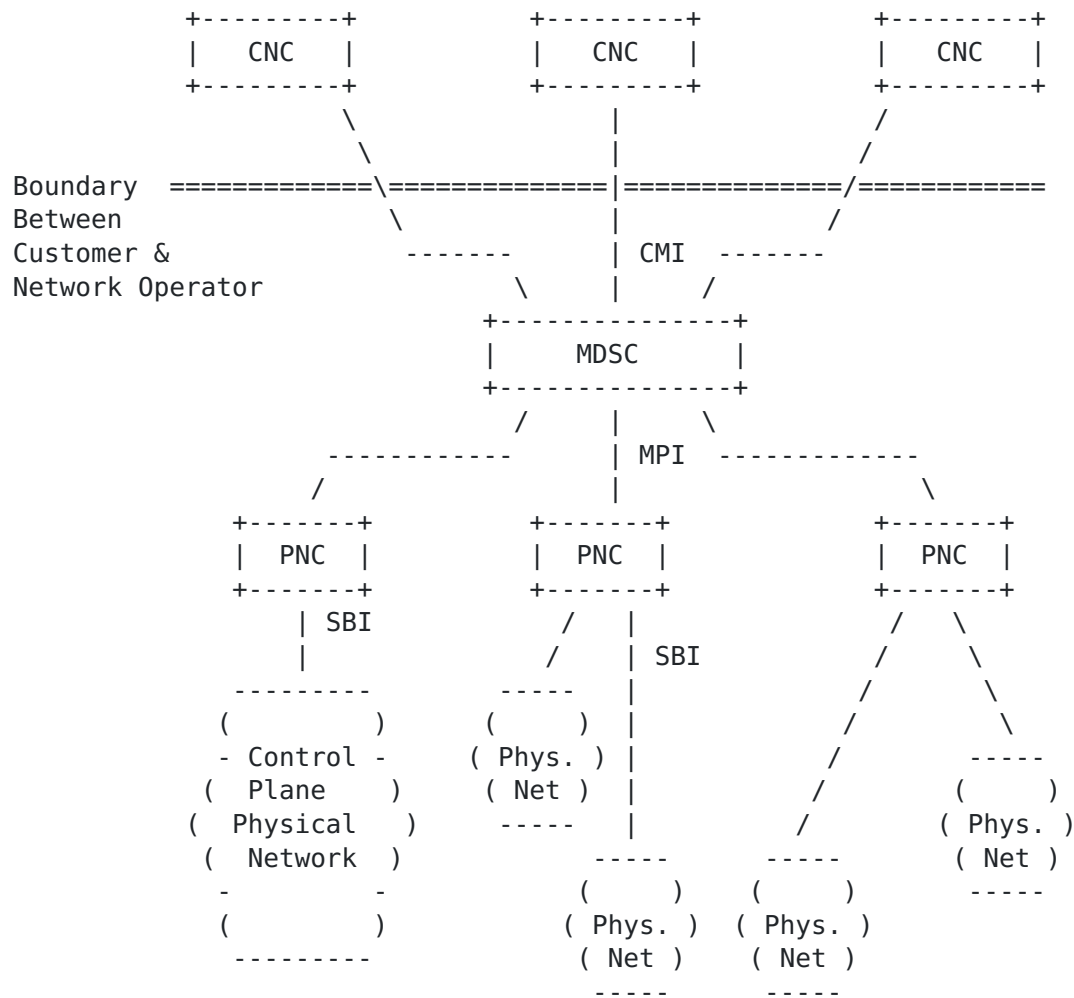 CNC CNC CNC
Boundary
Between
Customer & CMI
Network Operator
MDSC
MPI
PNC PNC PNC
SBI
SBI
Control Phys.
Plane Net
Physical Phys.
Network Net
Phys. Phys.
Net Net